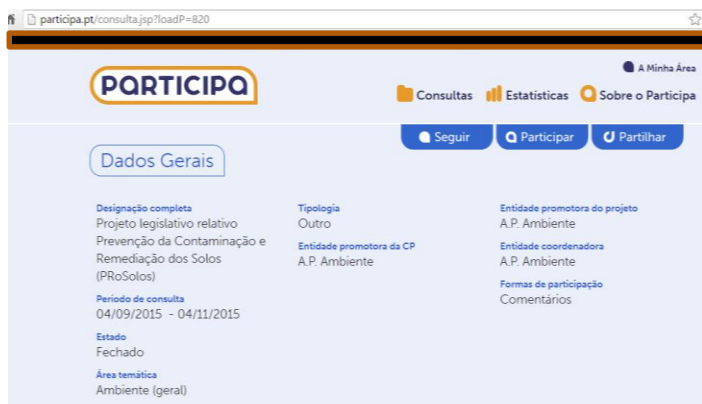 participa.pt/consulta.jsp?loadP=820
PARTICIPA
A Minha Área
Consultas
Estatísticas
Sobre o Participa
Seguir
Participar
Partilhar
Dados Gerais
Designação completa
Projeto legislativo relativo
Prevenção da Contaminação e
Remediação dos Solos
(PRoSolos)
Período de consulta
04/09/2015 - 04/11/2015
Estado
Fechado
Área temática
Ambiente (geral)
Tipologia
Outro
Entidade promotora da CP
A.P. Ambiente
Entidade promotora do projeto
A.P. Ambiente
Entidade coordenadora
A.P. Ambiente
Formas de participação
Comentários